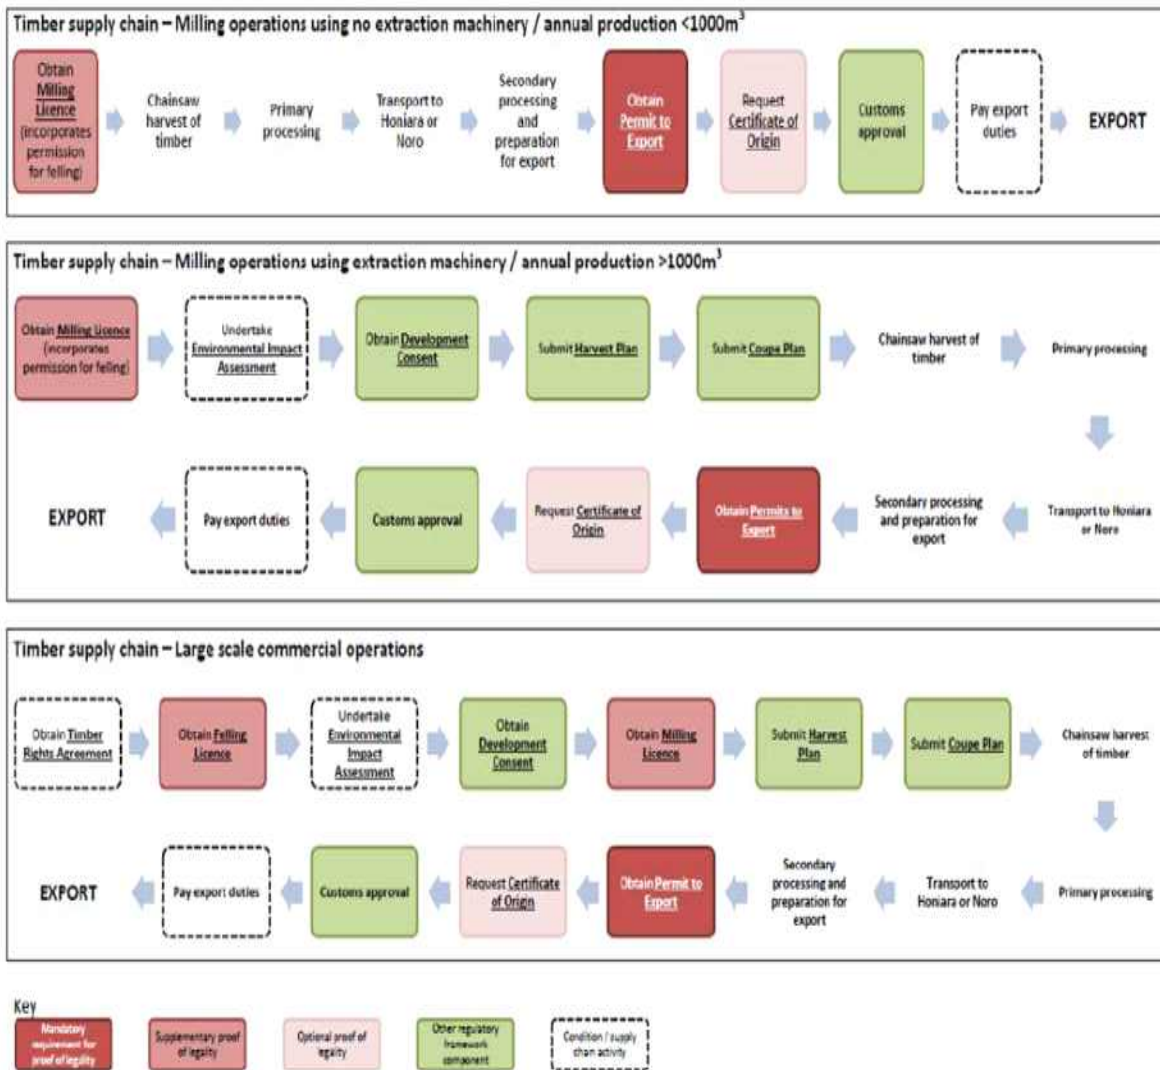 Timber supply chain – Milling operations using no extraction machinery / annual production <1000m³
Obtain
Milling
Licence
(incorporates
permission
for felling)
Chainsaw
harvest of
timber
Primary
processing
Transport to
Honiara or
Noro
Secondary
processing
and
preparation
for export
Obtain
Permit to
Export
Request
Certificate of
Origin
Customs
approval
Pay export
duties
EXPORT
Timber supply chain – Milling operations using extraction machinery / annual production >1000m³
Obtain Milling Licence
(incorporates
permission for felling)
Undertake
Environmental Impact
Assessment
Obtain Development
Consent
Submit Harvest Plan
Submit Coupe Plan
Chainsaw harvest of
timber
Primary processing
EXPORT
Pay export duties
Customs approval
Request Certificate of
Origin
Obtain Permits to
Export
Secondary processing
and preparation for
export
Transport to Honiara
or Noro
Timber supply chain – Large scale commercial operations
Obtain Timber
Rights Agreement
Obtain Felling
Licence
Undertake
Environmental
Impact
Assessment
Obtain
Development
Consent
Obtain Milling
Licence
Submit Harvest
Plan
Submit Coupe Plan
Chainsaw harvest
of timber
EXPORT
Pay export duties
Customs approval
Request Certificate
of Origin
Obtain Permit to
Export
Secondary
processing and
preparation for
export
Transport to
Honiara or Noro
Primary processing
Key
Mandatory
requirement for
proof of legality
Supplementary proof
of legality
Optional proof of
legality
Other regulatory
framework
component
Condition / supply
chain activity